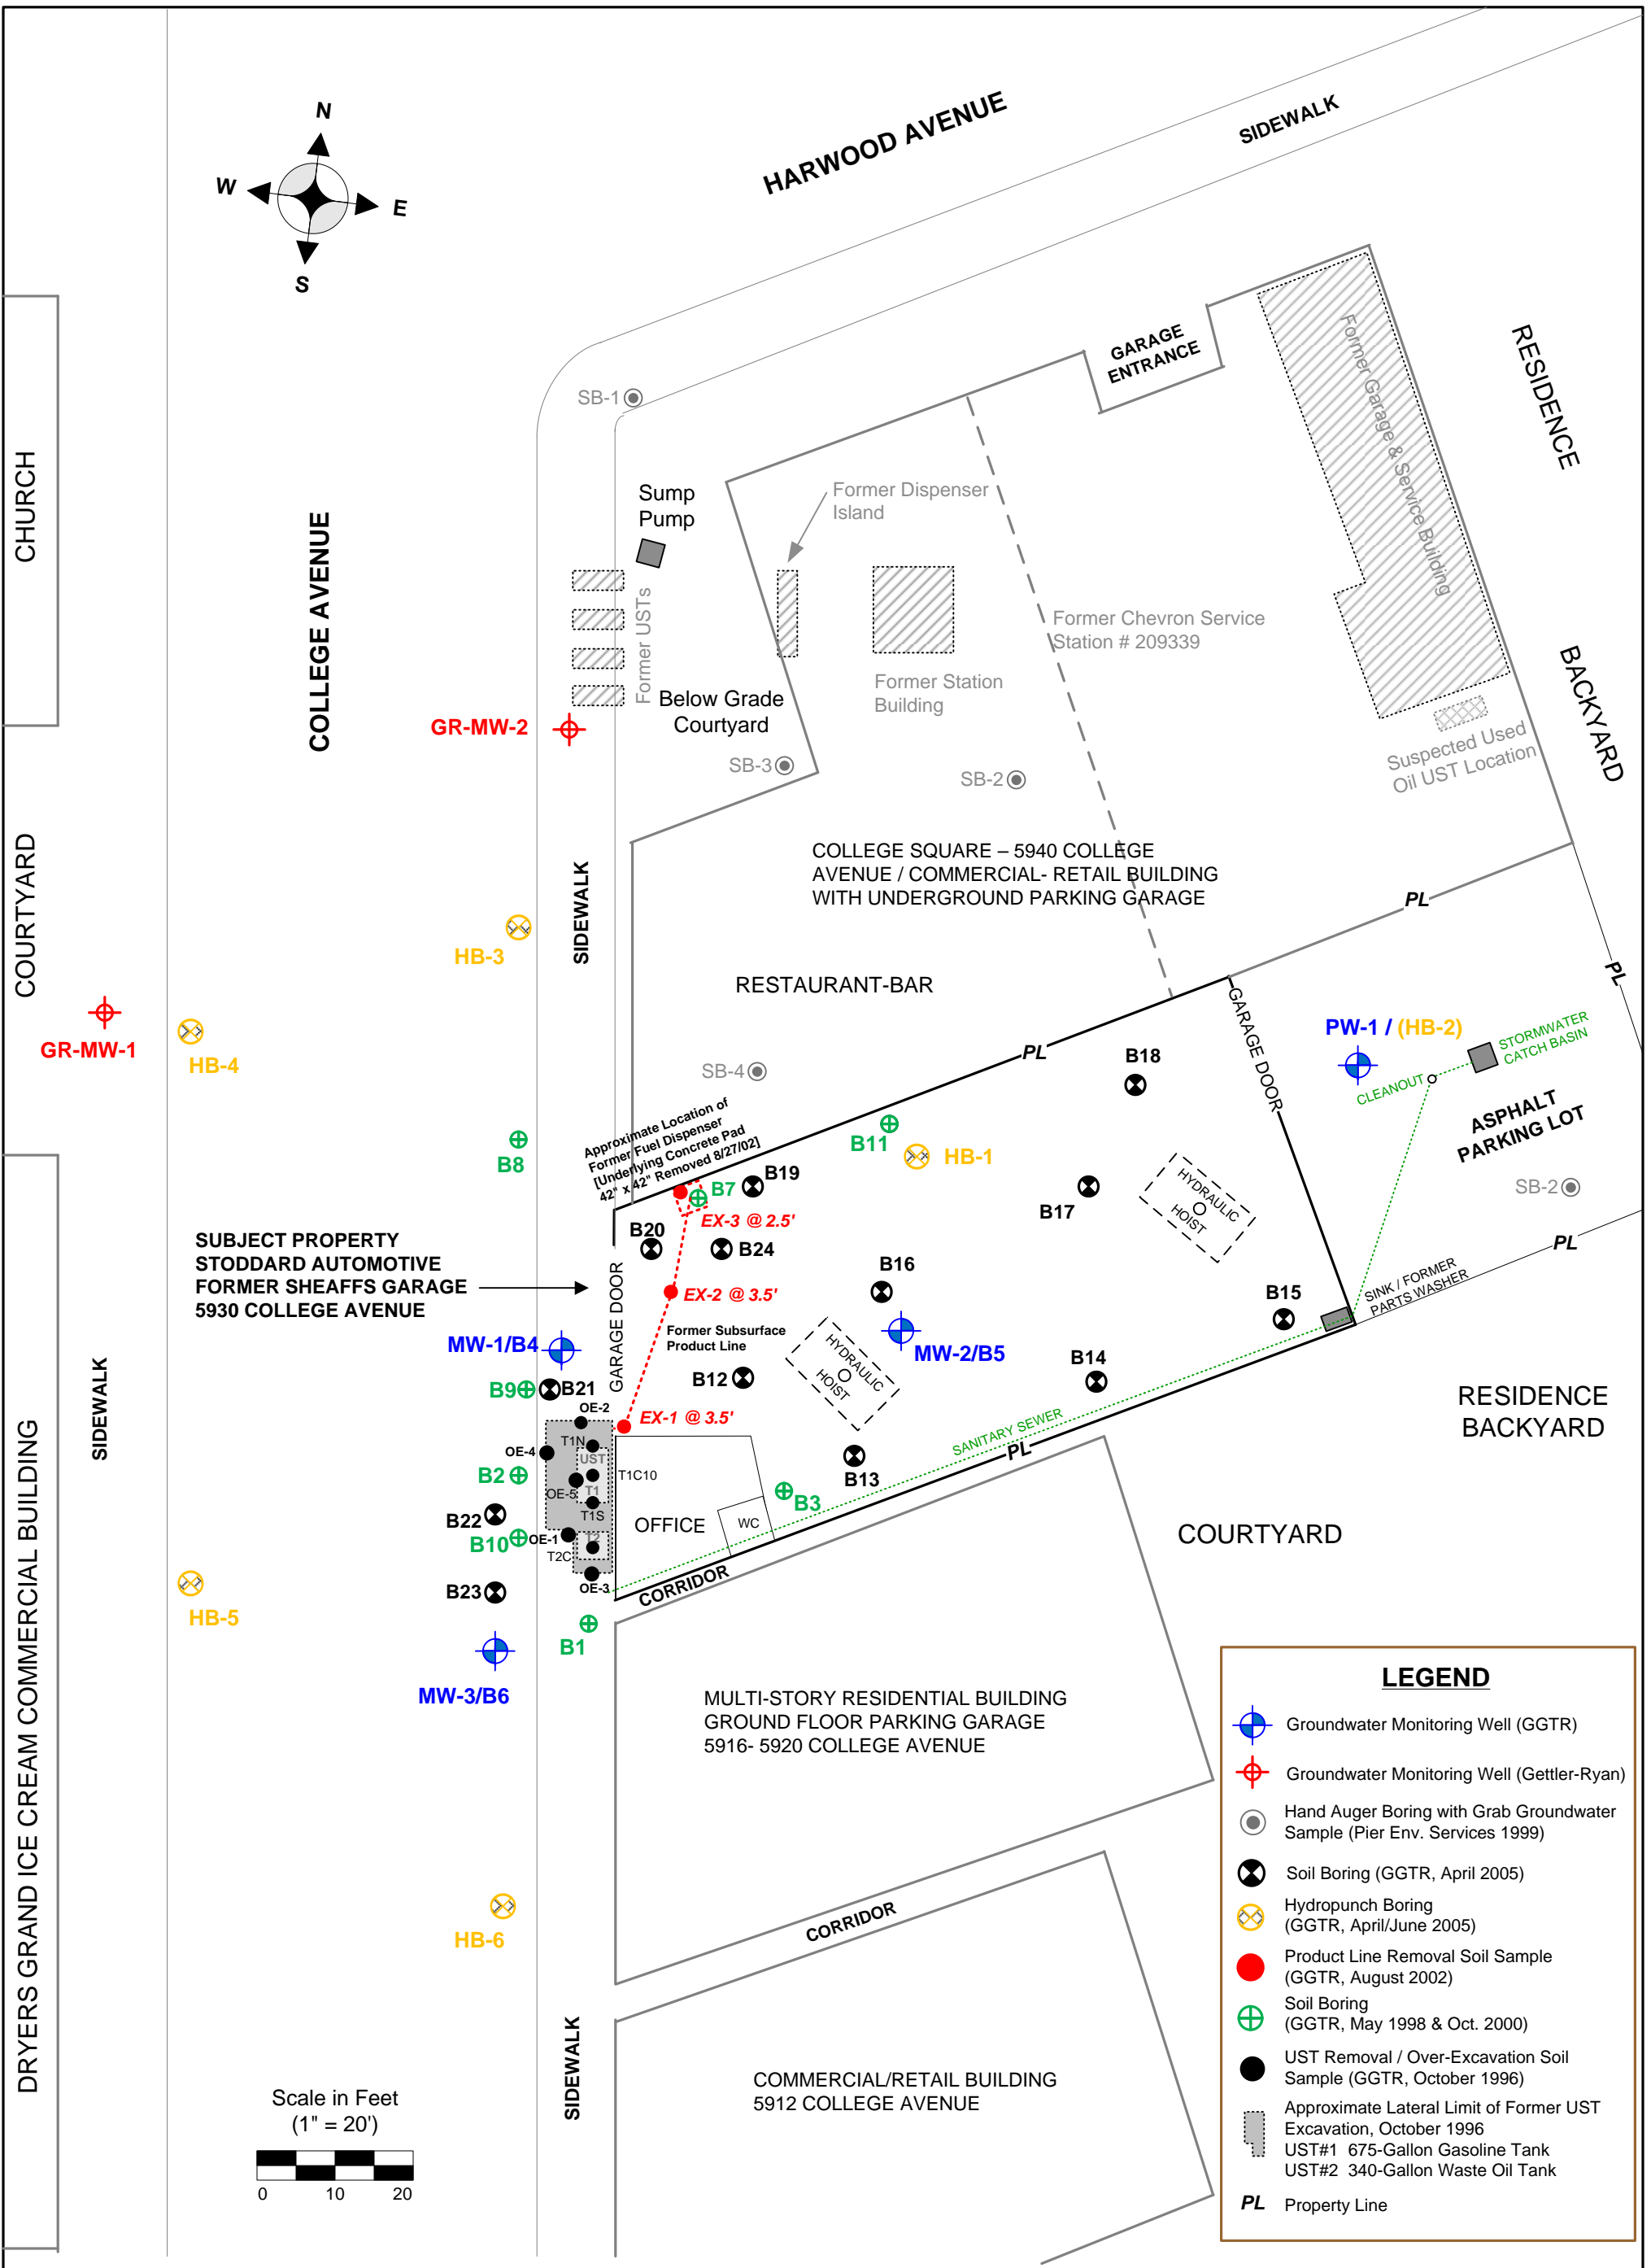 N
W
E
S
HARWOOD AVENUE
SIDEWALK
GARAGE
ENTRANCE
Former Garage & Service Building
RESIDENCE
BACKYARD
CHURCH
COLLEGE AVENUE
SB-1
Sump
Pump
Former Dispenser
Island
Former USTs
Former Chevron Service
Station # 209339
Former Station
Building
Below Grade
Courtyard
GR-MW-2
SB-3
SB-2
Suspected Used
Oil UST Location
COURTYARD
SIDEWALK
COLLEGE SQUARE – 5940 COLLEGE
AVENUE / COMMERCIAL- RETAIL BUILDING
WITH UNDERGROUND PARKING GARAGE
PL
HB-3
RESTAURANT-BAR
PL
GARAGE DOOR
GR-MW-1
HB-4
PW-1 / (HB-2)
STORMWATER
CATCH BASIN
CLEANOUT
ASPHALT
PARKING LOT
PL
SB-4
B18
B8
Approximate Location of
Former Fuel Dispenser
[Underlying Concrete Pad
42" x 42" Removed 8/27/02]
B11
HB-1
B19
B7
B17
HYDRAULIC
HOIST
SB-2
EX-3 @ 2.5'
B20
B24
PL
SUBJECT PROPERTY
STODDARD AUTOMOTIVE
FORMER SHEAFFS GARAGE
5930 COLLEGE AVENUE
GARAGE DOOR
EX-2 @ 3.5'
B16
B15
SINK / FORMER
PARTS WASHER
Former Subsurface
Product Line
MW-1/B4
MW-2/B5
HYDRAULIC
HOIST
B12
B14
B9
B21
OE-2
EX-1 @ 3.5'
SIDEWALK
RESIDENCE
BACKYARD
SANITARY SEWER
PL
T1N
OE-4
UST
T1C10
B2
OE-5
T1
T1S
B13
B3
B22
OFFICE
WC
COURTYARD
B10
OE-1
T2
T2C
OE-3
CORRIDOR
B23
HB-5
B1
MW-3/B6
DRYERS GRAND ICE CREAM COMMERCIAL BUILDING
MULTI-STORY RESIDENTIAL BUILDING
GROUND FLOOR PARKING GARAGE
5916- 5920 COLLEGE AVENUE
HB-6
CORRIDOR
SIDEWALK
COMMERCIAL/RETAIL BUILDING
5912 COLLEGE AVENUE
Scale in Feet
(1" = 20')
0 10 20
LEGEND
Groundwater Monitoring Well (GGTR)
Groundwater Monitoring Well (Gettler-Ryan)
Hand Auger Boring with Grab Groundwater
Sample (Pier Env. Services 1999)
Soil Boring (GGTR, April 2005)
Hydropunch Boring
(GGTR, April/June 2005)
Product Line Removal Soil Sample
(GGTR, August 2002)
Soil Boring
(GGTR, May 1998 & Oct. 2000)
UST Removal / Over-Excavation Soil
Sample (GGTR, October 1996)
Approximate Lateral Limit of Former UST
Excavation, October 1996
UST#1 675-Gallon Gasoline Tank
UST#2 340-Gallon Waste Oil Tank
PL Property Line